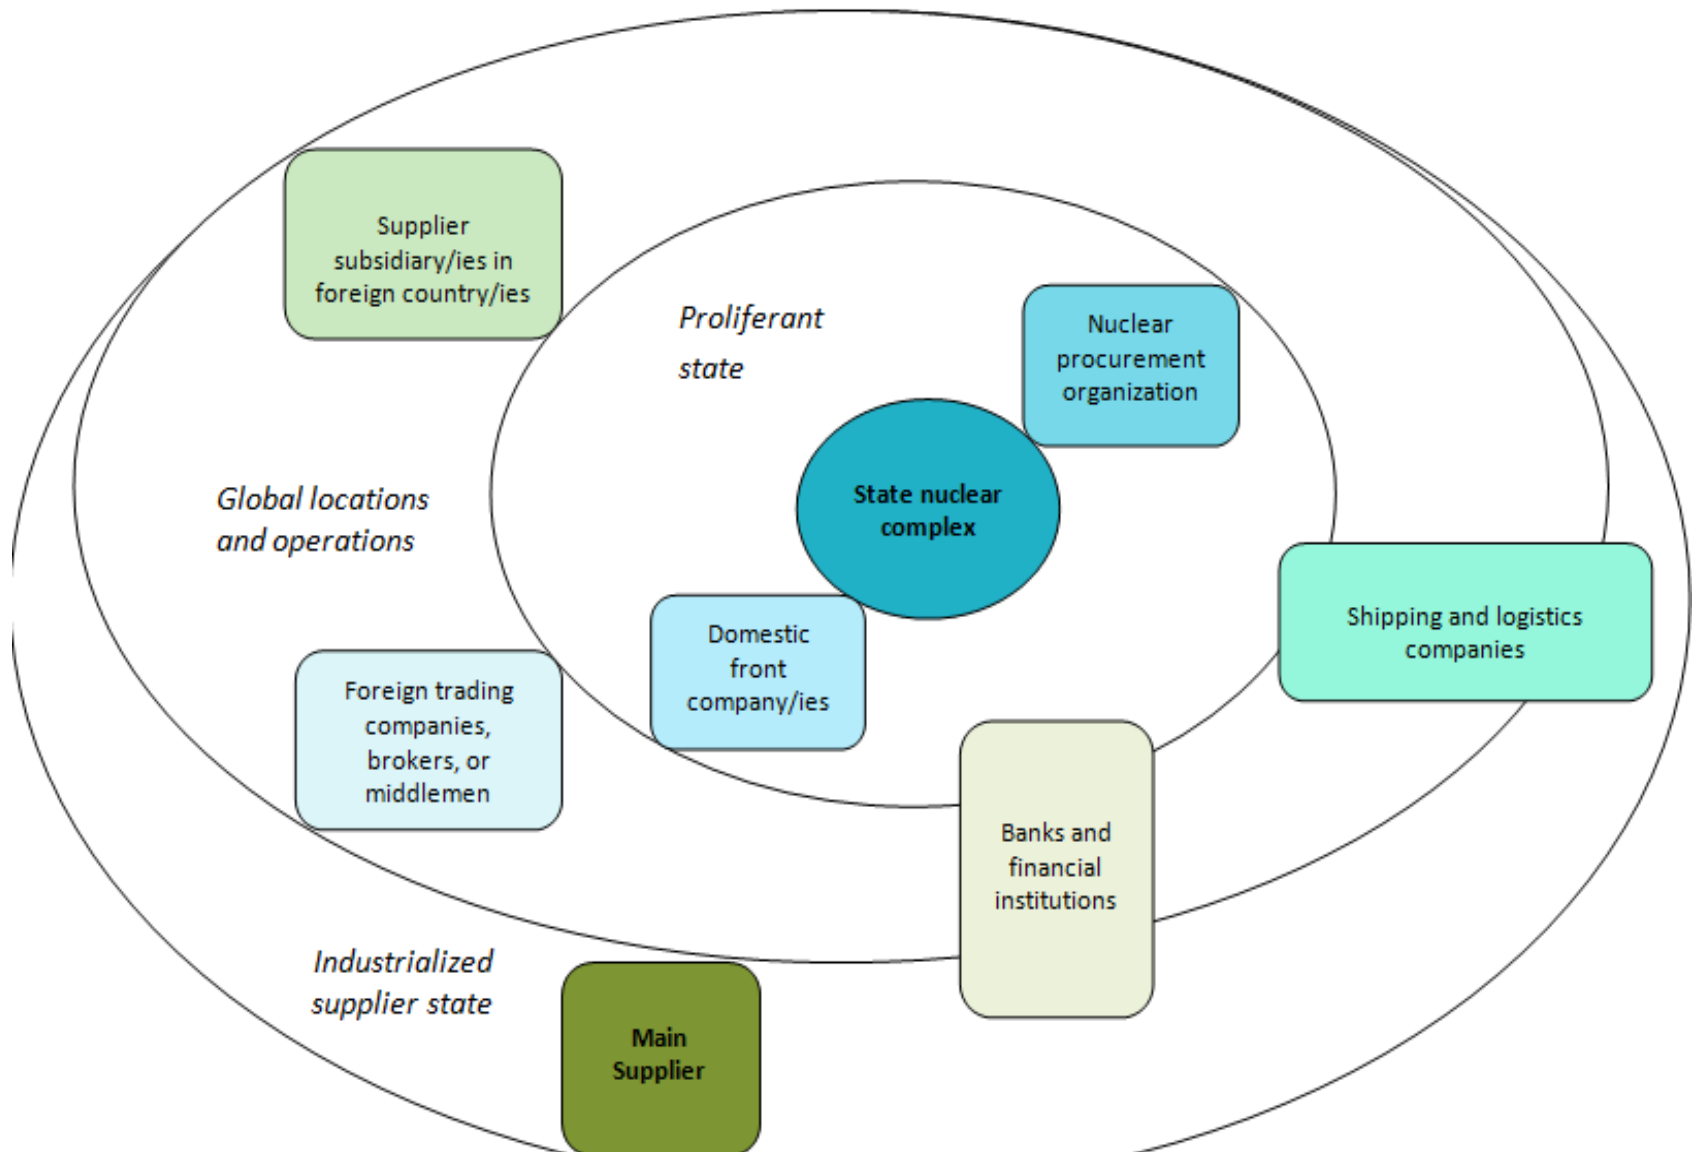 Supplier
subsidiary/ies in
foreign country/ies
Proliferant
state
Nuclear
procurement
organization
Global locations
and operations
State nuclear
complex
Domestic
front
company/ies
Shipping and logistics
companies
Foreign trading
companies,
brokers, or
middlemen
Banks and
financial
institutions
Industrialized
supplier state
Main
Supplier